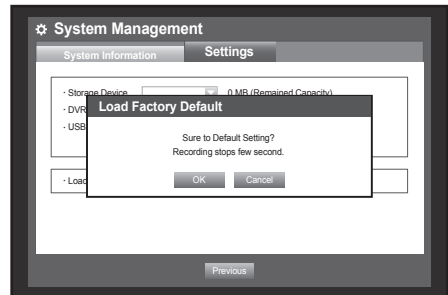 System Management
System Information Settings
· Storage Device 0 MB (Remained Capacity)
· DVR
Load Factory Default
· USB
Sure to Default Setting?
Recording stops few second.
· Load
OK Cancel
Previous